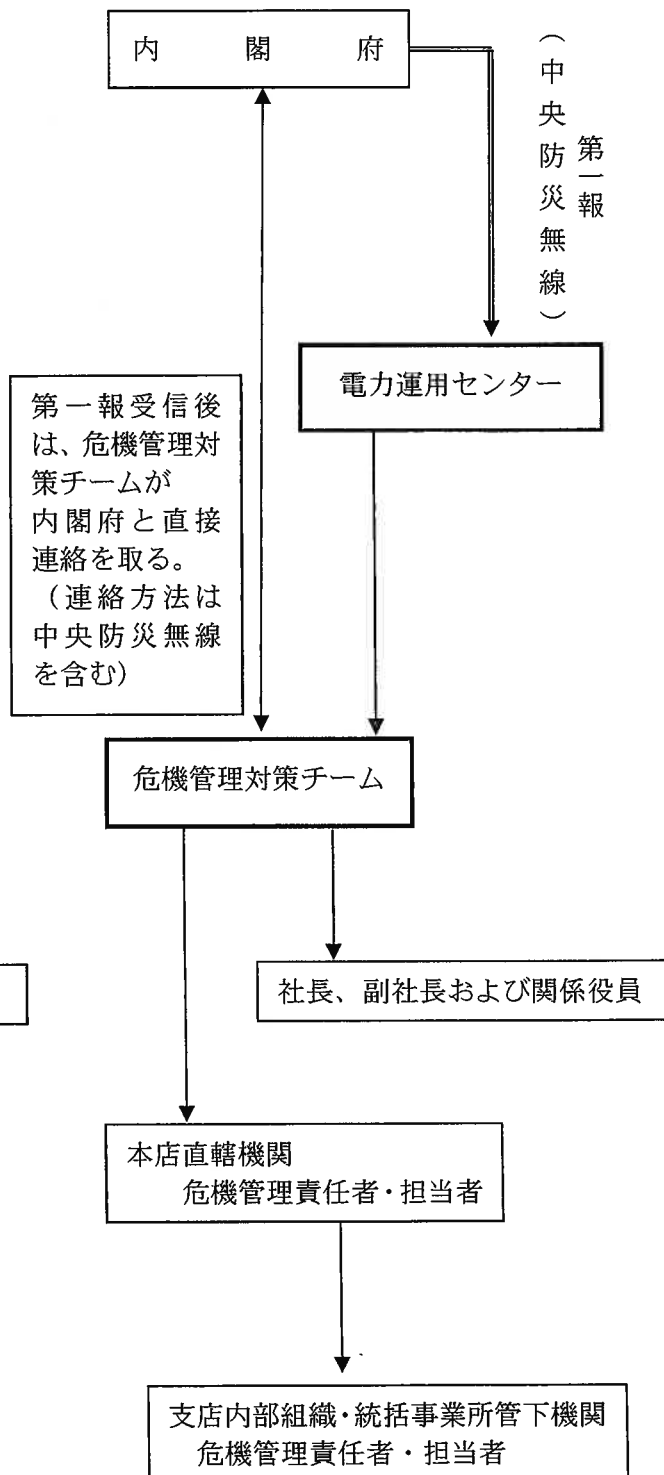 内閣府
第一報
（中央防災無線）
電力運用センター
第一報受信後
は、危機管理対
策チームが
内閣府と直接
連絡を取る。
（連絡方法は
中央防災無線
を含む）
危機管理対策チーム
社長、副社長および関係役員
本店直轄機関
危機管理責任者・担当者
支店内部組織・統括事業所管下機関
危機管理責任者・担当者